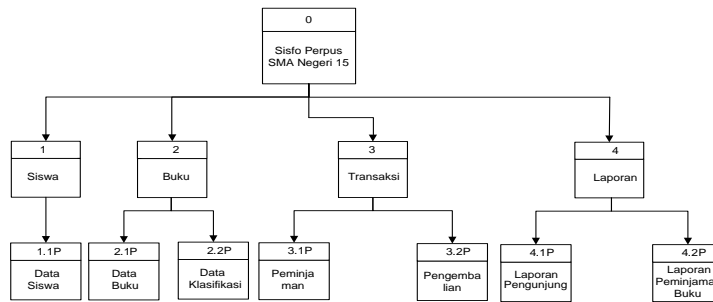 0
Sisfo Perpus
SMA Negeri 15
1
Siswa
2
Buku
3
Transaksi
4
Laporan
1.1P
Data
Siswa
2.1P
Data
Buku
2.2P
Data
Klasifikasi
3.1P
Peminja
man
3.2P
Pengemba
lian
4.1P
Laporan
Pengunjung
4.2P
Laporan
Peminjama
Buku